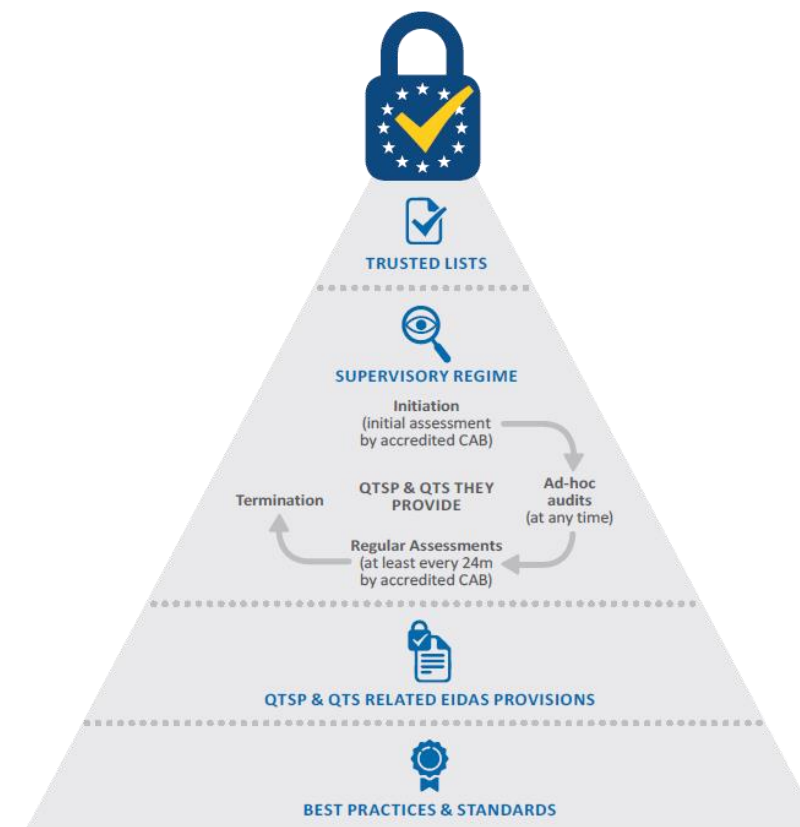 TRUSTED LISTS
SUPERVISORY REGIME
Initiation
(initial assessment
by accredited CAB)
Ad-hoc
audits
(at any time)
QTSP & QTS THEY
PROVIDE
Termination
Regular Assessments
(at least every 24m
by accredited CAB)
QTSP & QTS RELATED EIDAS PROVISIONS
BEST PRACTICES & STANDARDS